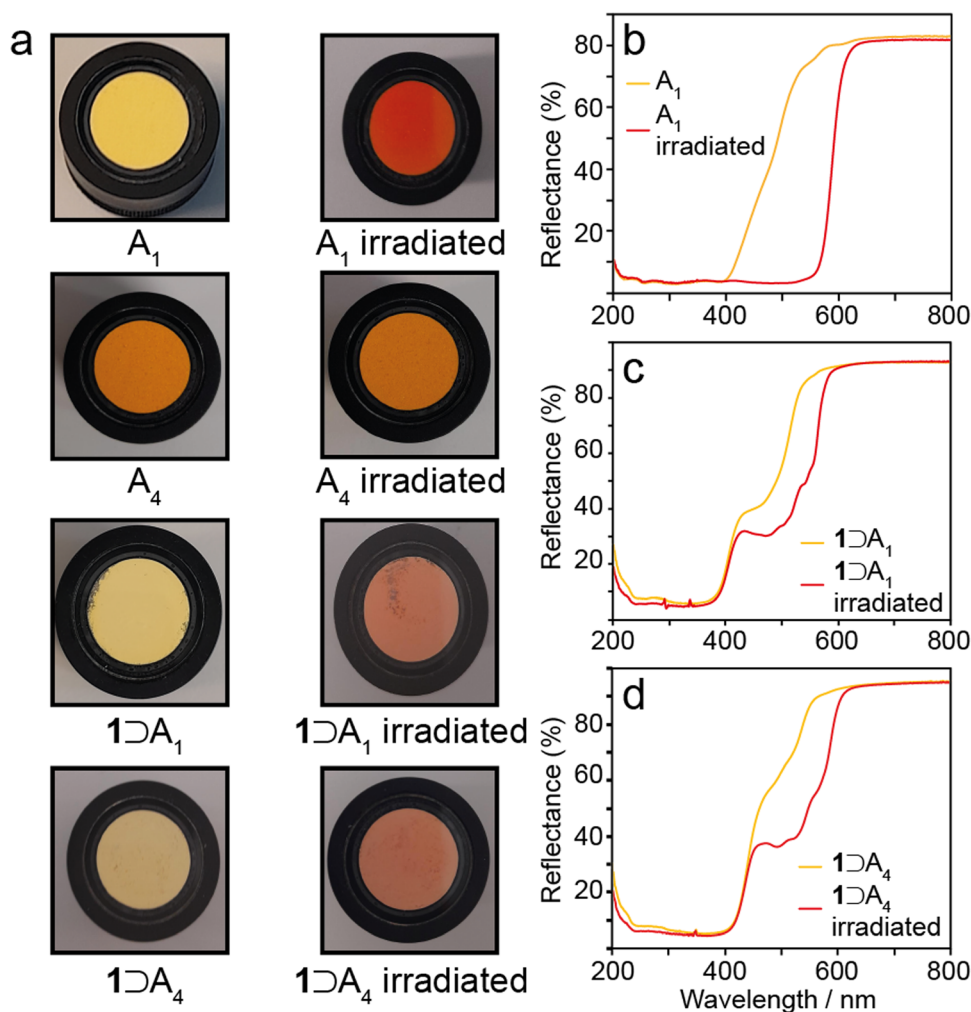 a
A₁
A₁ irradiated
A₄
A₄ irradiated
1⊃A₁
1⊃A₁ irradiated
1⊃A₄
1⊃A₄ irradiated
b
Reflectance (%)
80
60
40
20
A₁
A₁
irradiated
200 400 600 800
c
Reflectance (%)
80
60
40
20
1⊃A₁
1⊃A₁
irradiated
200 400 600 800
d
Reflectance (%)
80
60
40
20
1⊃A₄
1⊃A₄
irradiated
200 400 600 800
Wavelength / nm